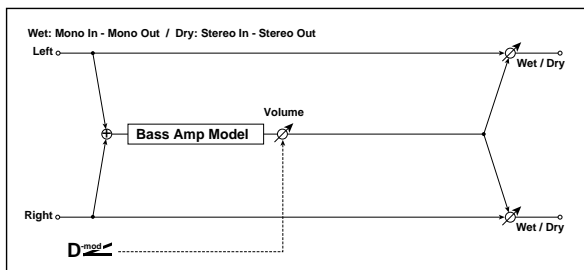 Wet: Mono In - Mono Out / Dry: Stereo In - Stereo Out
Left
Wet / Dry
Volume
Bass Amp Model
Right
Wet / Dry
D-mod